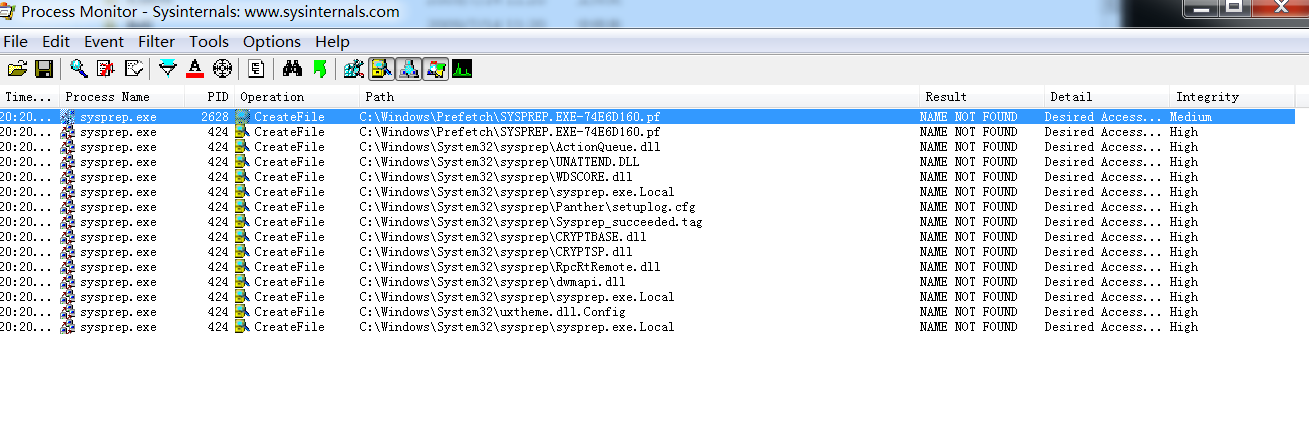 Process Monitor - Sysinternals: www.sysinternals.com
File Edit Event Filter Tools Options Help
Time... Process Name PID Operation Path Result Detail Integrity
20:20... sysprep.exe 2628 CreateFile C:\Windows\Prefetch\SYSPREP.EXE-74E6D160.pf NAME NOT FOUND Desired Access... Medium
20:20... sysprep.exe 424 CreateFile C:\Windows\Prefetch\SYSPREP.EXE-74E6D160.pf NAME NOT FOUND Desired Access... High
20:20... sysprep.exe 424 CreateFile C:\Windows\System32\sysprep\ActionQueue.dll NAME NOT FOUND Desired Access... High
20:20... sysprep.exe 424 CreateFile C:\Windows\System32\sysprep\UNATTEND.DLL NAME NOT FOUND Desired Access... High
20:20... sysprep.exe 424 CreateFile C:\Windows\System32\sysprep\WDSCORE.dll NAME NOT FOUND Desired Access... High
20:20... sysprep.exe 424 CreateFile C:\Windows\System32\sysprep\sysprep.exe.Local NAME NOT FOUND Desired Access... High
20:20... sysprep.exe 424 CreateFile C:\Windows\System32\sysprep\Panther\setuplog.cfg NAME NOT FOUND Desired Access... High
20:20... sysprep.exe 424 CreateFile C:\Windows\System32\sysprep\Sysprep_succeeded.tag NAME NOT FOUND Desired Access... High
20:20... sysprep.exe 424 CreateFile C:\Windows\System32\sysprep\CRYPTBASE.dll NAME NOT FOUND Desired Access... High
20:20... sysprep.exe 424 CreateFile C:\Windows\System32\sysprep\CRYPTSP.dll NAME NOT FOUND Desired Access... High
20:20... sysprep.exe 424 CreateFile C:\Windows\System32\sysprep\RpcRtRemote.dll NAME NOT FOUND Desired Access... High
20:20... sysprep.exe 424 CreateFile C:\Windows\System32\sysprep\dwmapi.dll NAME NOT FOUND Desired Access... High
20:20... sysprep.exe 424 CreateFile C:\Windows\System32\sysprep\sysprep.exe.Local NAME NOT FOUND Desired Access... High
20:20... sysprep.exe 424 CreateFile C:\Windows\System32\uxtheme.dll.Config NAME NOT FOUND Desired Access... High
20:20... sysprep.exe 424 CreateFile C:\Windows\System32\sysprep\sysprep.exe.Local NAME NOT FOUND Desired Access... High